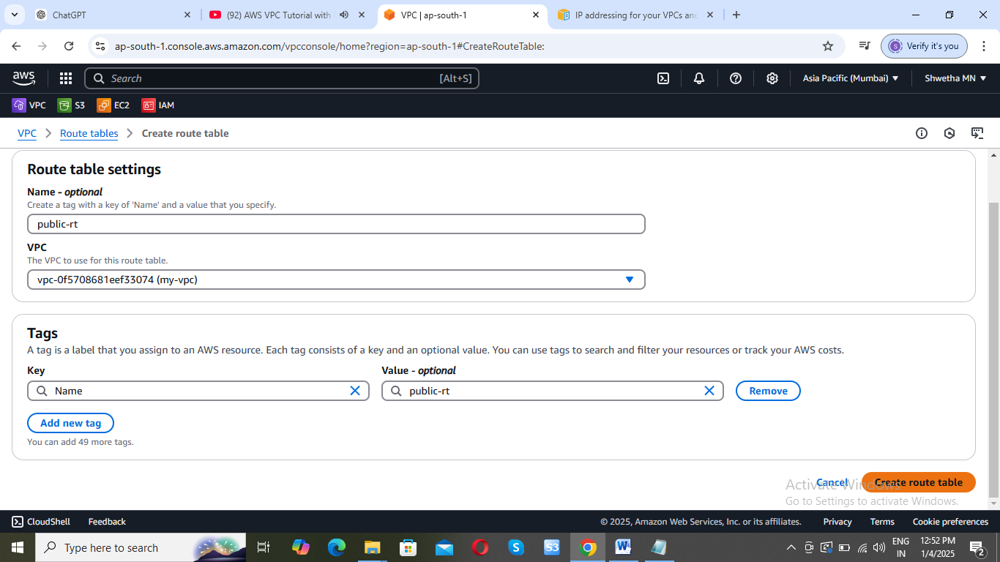 ChatGPT
(92) AWS VPC Tutorial with
VPC | ap-south-1
IP addressing for your VPCs and
ap-south-1.console.aws.amazon.com/vpcconsole/home?region=ap-south-1#CreateRouteTable:
S
Verify it's you
aws
Search
[Alt+S]
Asia Pacific (Mumbai)
Shwetha MN
VPC
S3
EC2
IAM
VPC
Route tables
Create route table
Route table settings
Name - optional
Create a tag with a key of 'Name' and a value that you specify.
public-rt
VPC
The VPC to use for this route table.
vpc-0f5708681eef33074 (my-vpc)
Tags
A tag is a label that you assign to an AWS resource. Each tag consists of a key and an optional value. You can use tags to search and filter your resources or track your AWS costs.
Key
Value - optional
Name
public-rt
Remove
Add new tag
You can add 49 more tags.
Cancel
Create route table
Activate Windows
Go to Settings to activate Windows.
CloudShell
Feedback
© 2025, Amazon Web Services, Inc. or its affiliates.
Privacy
Terms
Cookie preferences
Type here to search
S3
ENG
IN
12:52 PM
1/4/2025
2